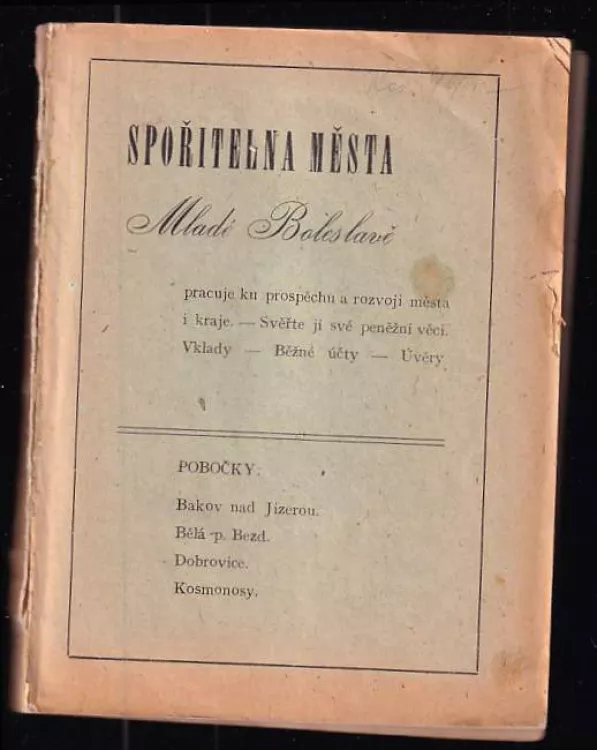 SPOŘITELNA MĚSTA
Mladé Boleslavě
pracuje ku prospěchu a rozvoji města
i kraje. — Svěřte jí své peněžní věci.
Vklady — Běžné účty — Úvěry
POBOČKY:
Bakov nad Jizerou.
Bělá p. Bezd.
Dobrovice.
Kosmonosy.